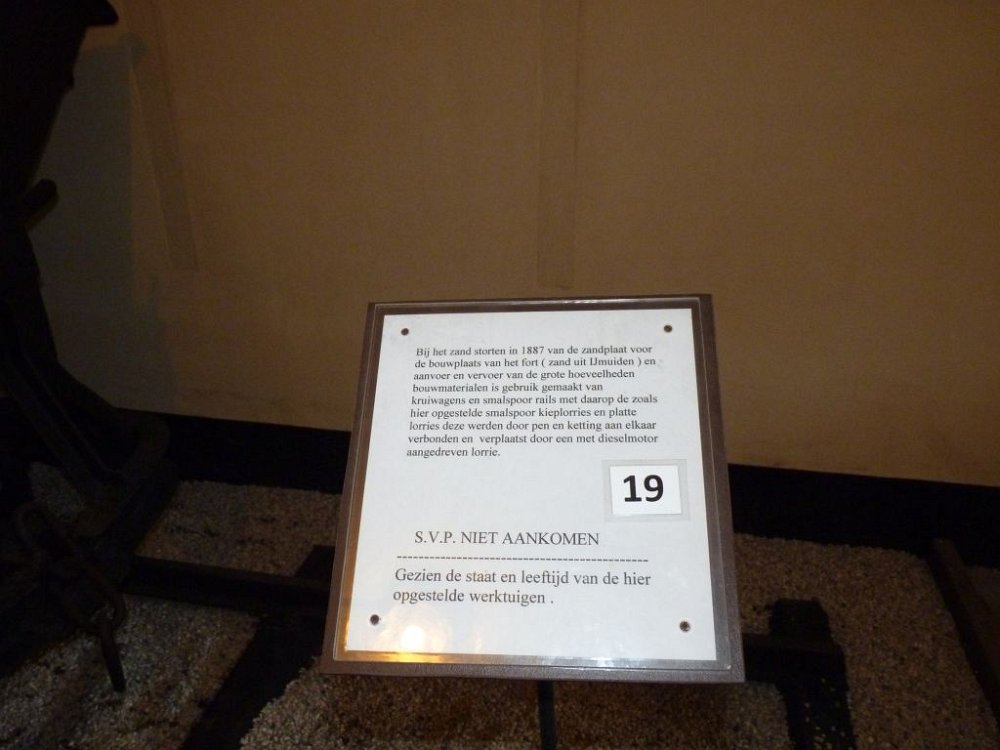 Bij het zand storten in 1887 van de zandplaat voor
de bouwplaats van het fort ( zand uit IJmuiden ) en
aanvoer en vervoer van de grote hoeveelheden
bouwmaterialen is gebruik gemaakt van
kruiwagens en smalspoor rails met daarop de zoals
hier opgestelde smalspoor kieplorries en platte
lorries deze werden door pen en ketting aan elkaar
verbonden en verplaatst door een met dieselmotor
aangedreven lorrie.
19
S.V.P. NIET AANKOMEN
-----------------------------------------------
Gezien de staat en leeftijd van de hier
opgestelde werktuigen .